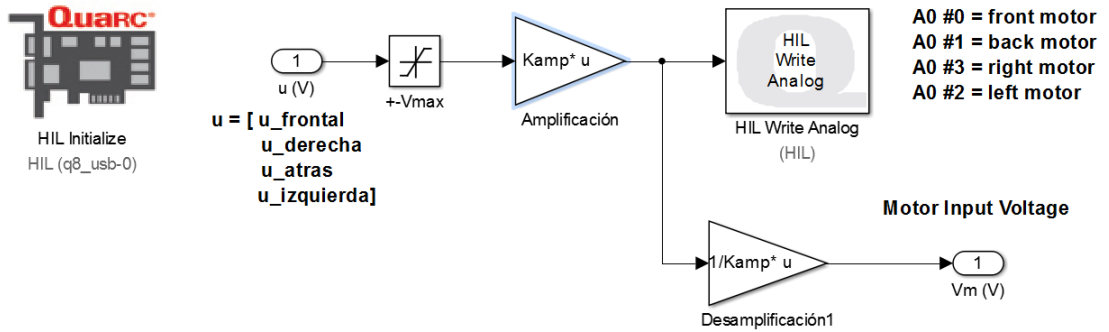 QUARC
HIL Initialize
HIL (q8_usb-0)
1
u (V)
u = [ u_frontal
u_derecha
u_atras
u_izquierda]
+-Vmax
Kamp* u
Amplificación
HIL
Write
Analog
HIL Write Analog
(HIL)
A0 #0 = front motor
A0 #1 = back motor
A0 #3 = right motor
A0 #2 = left motor
Motor Input Voltage
1/Kamp* u
Desamplificación1
1
Vm (V)